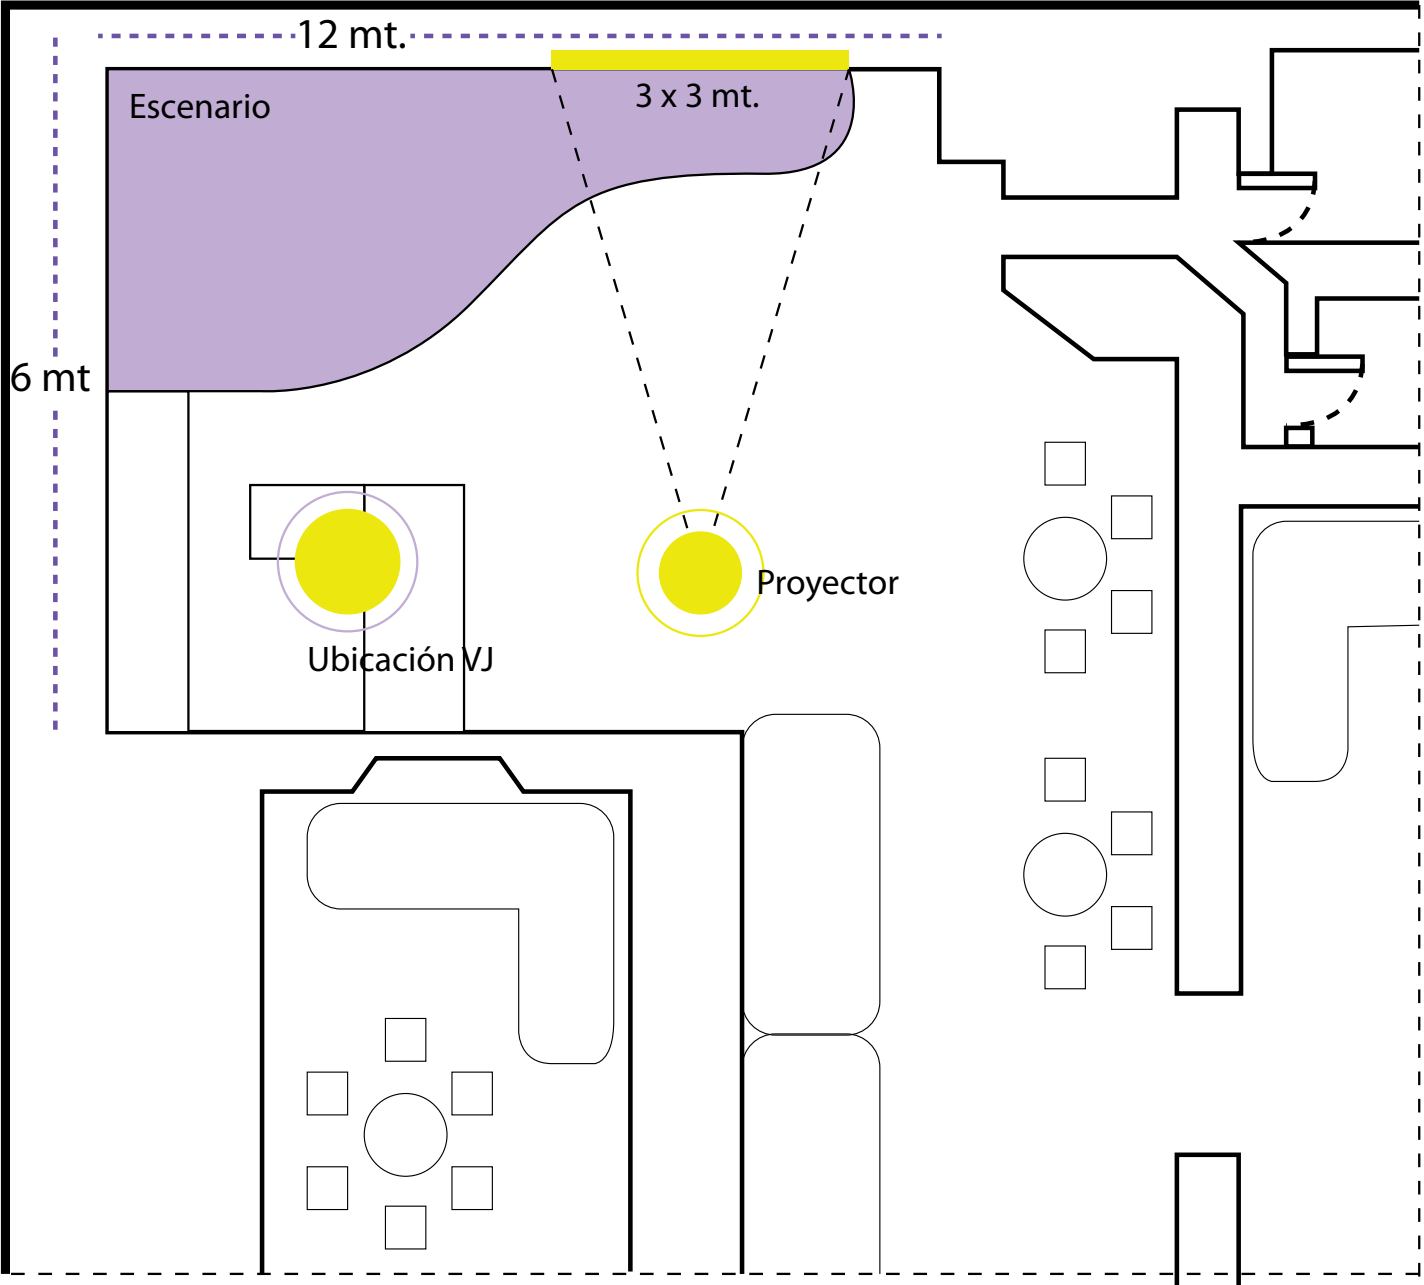 12 mt.
Escenario
3 x 3 mt.
6 mt
Proyector
Ubicación VJ